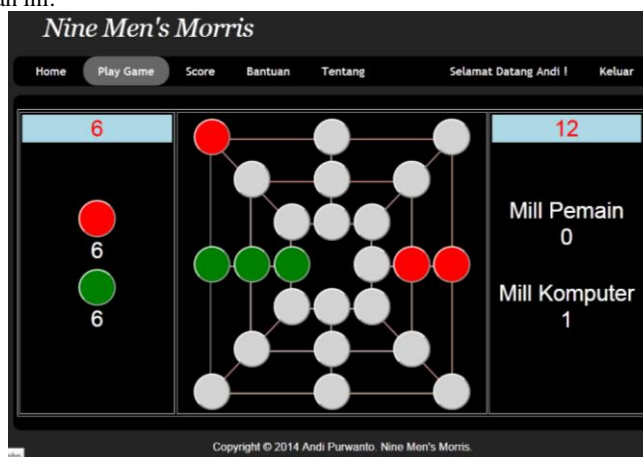 Nine Men's Morris
Home Play Game Score Bantuan Tentang Selamat Datang Andi ! Keluar
6 12
6
6
Mill Pemain
0
Mill Komputer
1
Copyright © 2014 Andi Purwanto. Nine Men's Morris.